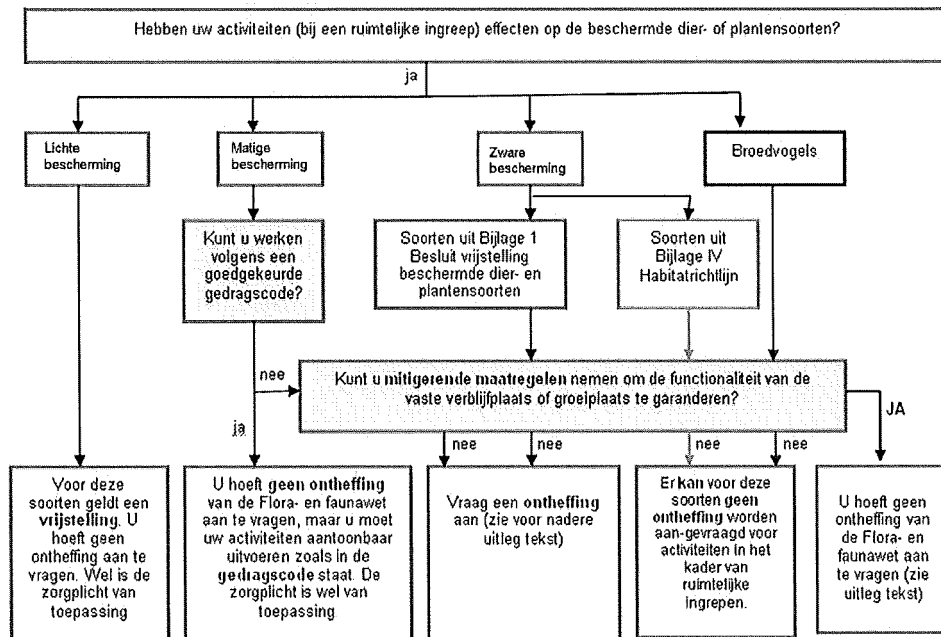 Hebben uw activiteiten (bij een ruimtelijke ingreep) effecten op de beschermde dier- of plantensoorten?
ja
Lichte
bescherming
Matige
bescherming
Zware
bescherming
Broedvogels
Kunt u werken
volgens een
goedgekeurde
gedragscode?
Soorten uit Bijlage 1
Besluit vrijstelling
beschermde dier- en
plantensoorten
Soorten uit
Bijlage IV
Habitatrichtlijn
nee
Kunt u mitigerende maatregelen nemen om de functionaliteit van de
vaste verblijfplaats of groeiplaats te garanderen?
JA
ja
nee
nee
nee
nee
Voor deze
soorten geldt een
vrijstelling. U
hoeft geen
ontheffing aan te
vragen. Wel is de
zorgplicht van
toepassing
U hoeft geen ontheffing
van de Flora- en faunawet
aan te vragen, maar u moet
uw activiteiten aantoonbaar
uitvoeren zoals in de
gedragscode staat. De
zorgplicht is wel van
toepassing.
Vraag een ontheffing
aan (zie voor nadere
uitleg tekst)
Er kan voor deze
soorten geen
ontheffing worden
aan-gevraagd voor
activiteiten in het
kader van
ruimtelijke
ingrepen.
U hoeft geen
ontheffing van
de Flora- en
faunawet aan
te vragen (zie
uitleg tekst)